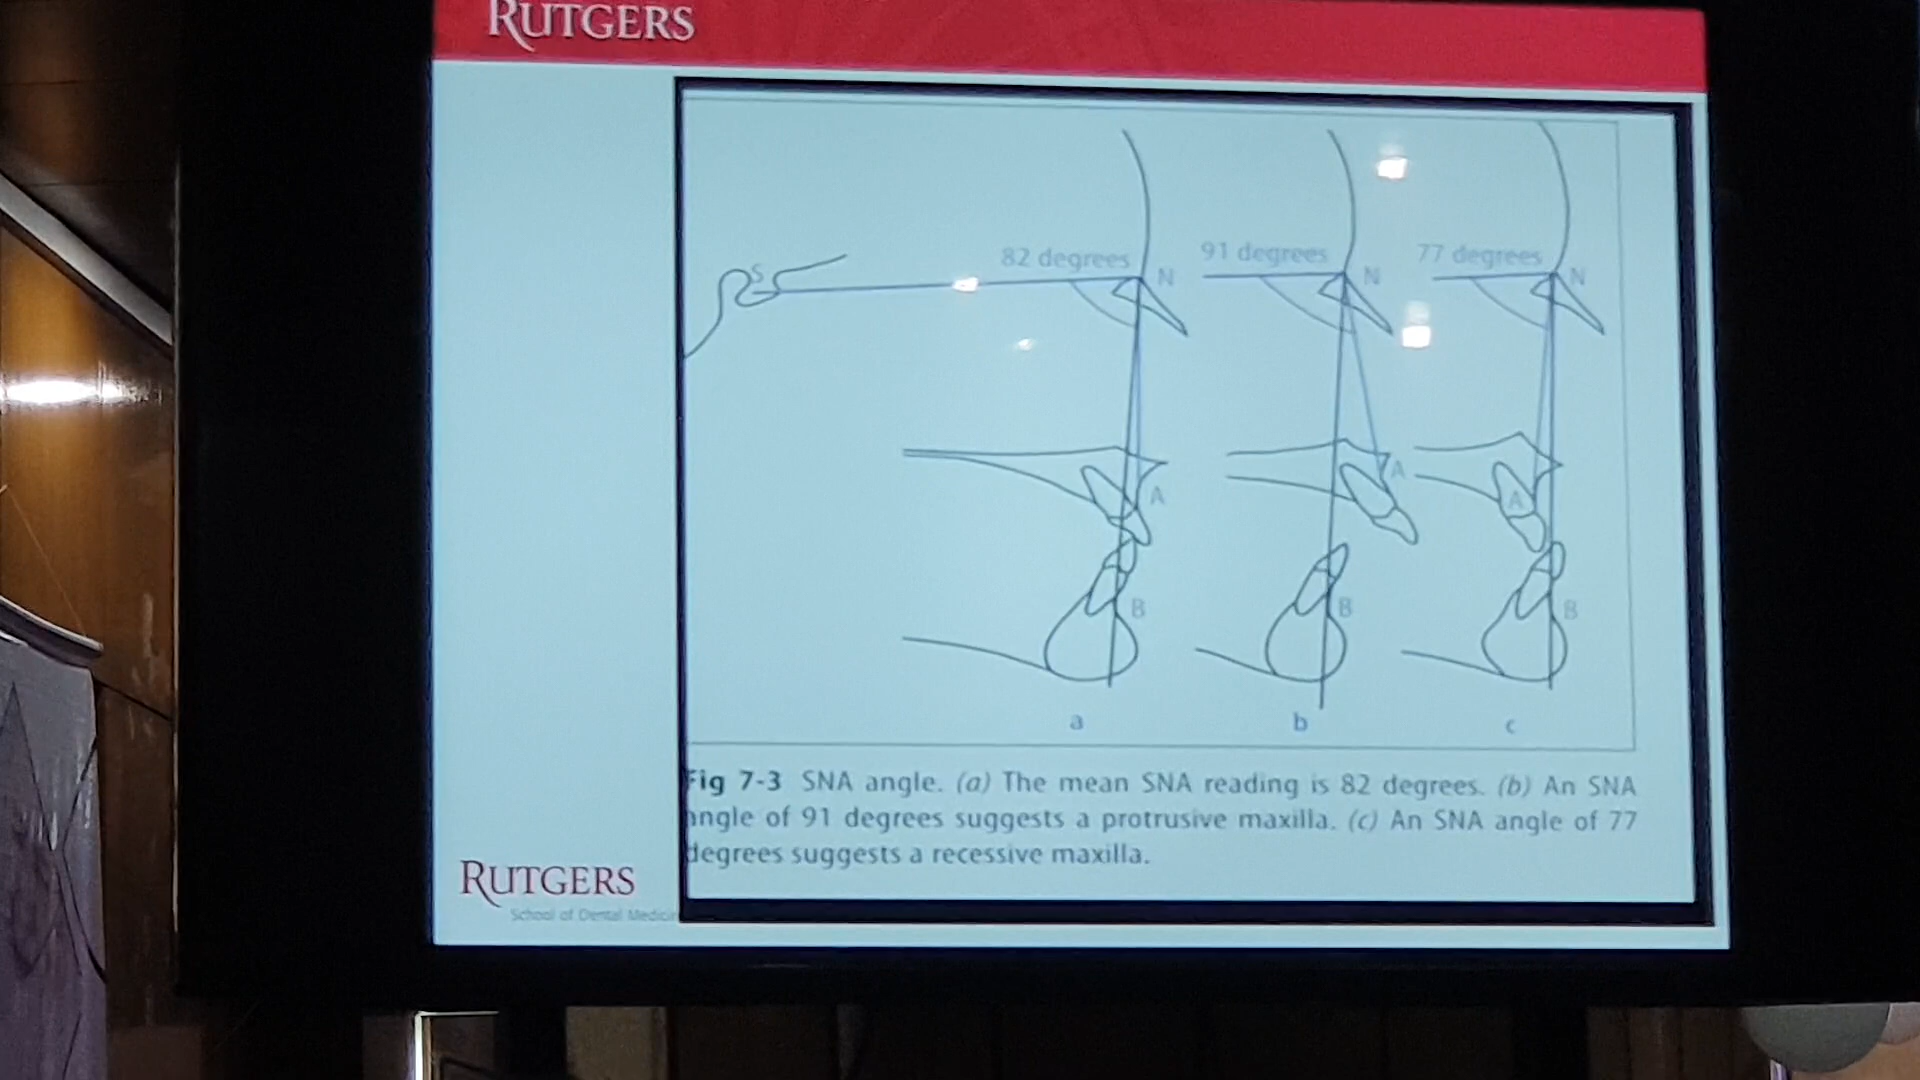 RUTGERS
S
82 degrees
N
91 degrees
N
77 degrees
N
A
A
A
B
B
B
a
b
c
Fig 7-3 SNA angle. (a) The mean SNA reading is 82 degrees. (b) An SNA
angle of 91 degrees suggests a protrusive maxilla. (c) An SNA angle of 77
degrees suggests a recessive maxilla.
RUTGERS
School of Dental Medicin